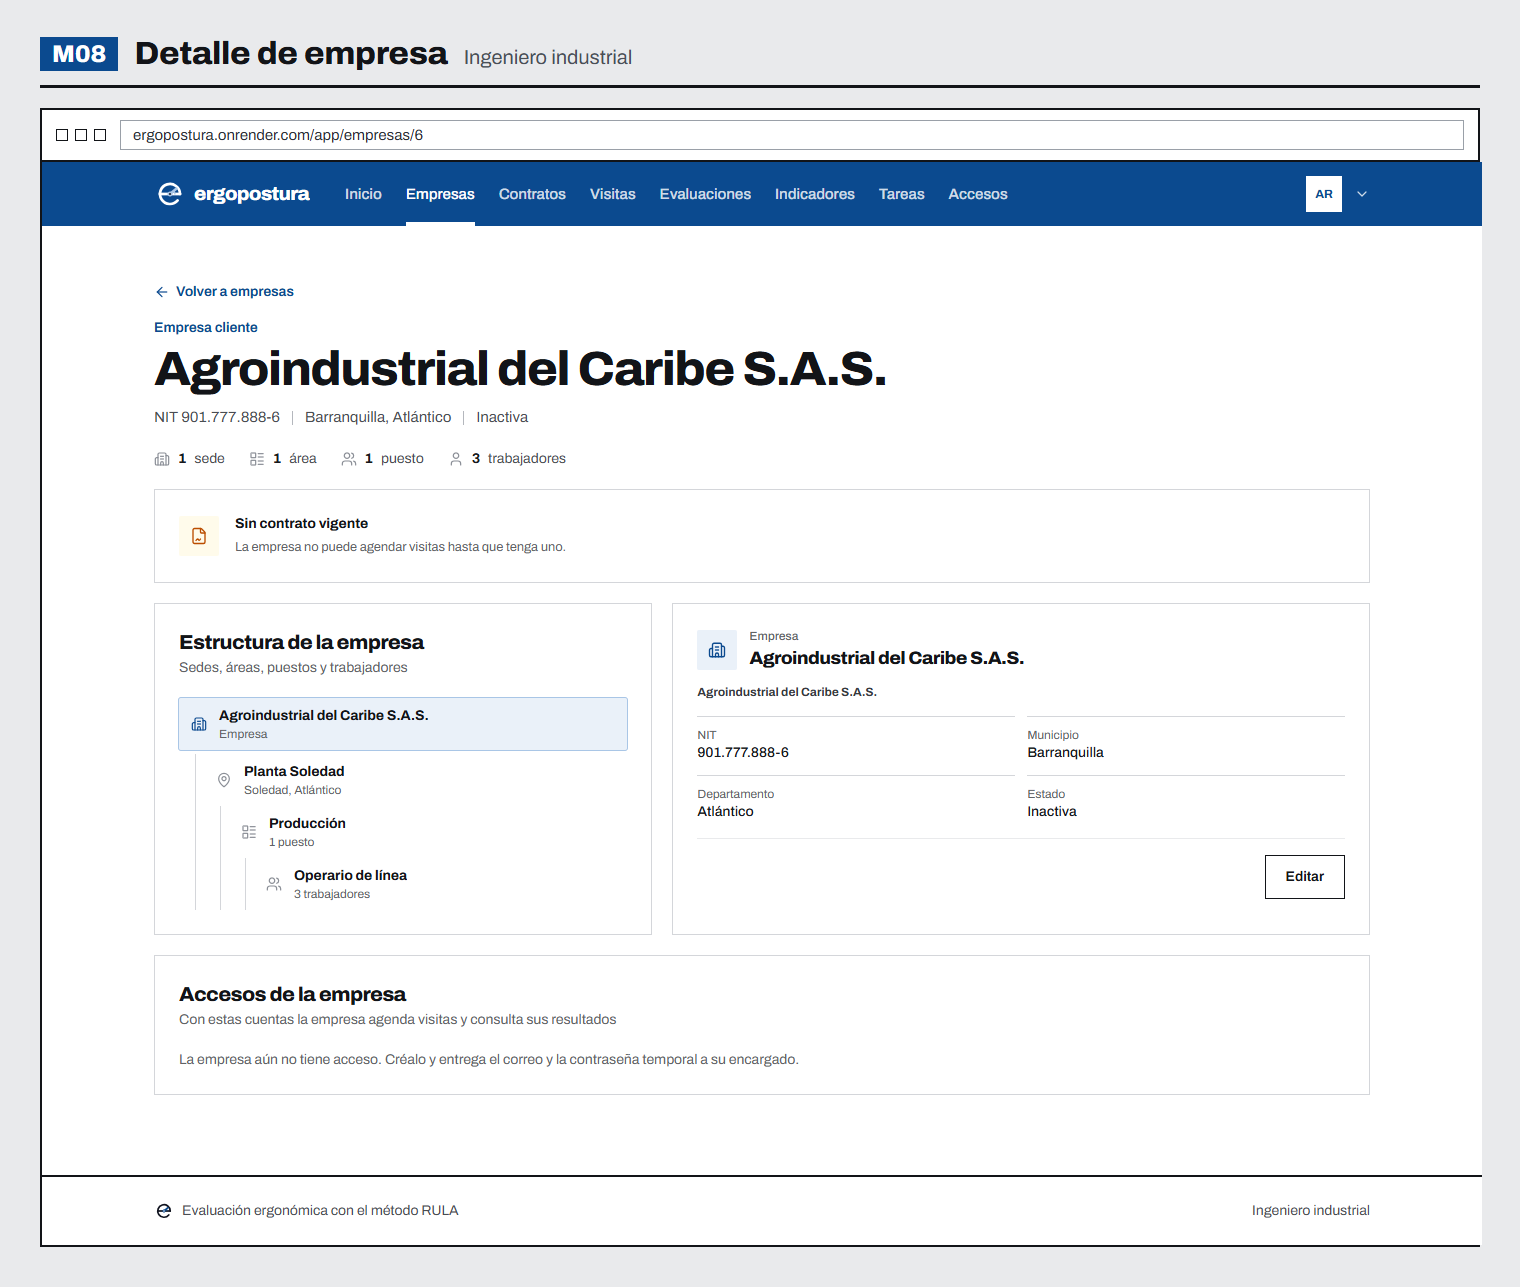 M08 Detalle de empresa Ingeniero industrial
ergopostura.onrender.com/app/empresas/6
ergopostura Inicio Empresas Contratos Visitas Evaluaciones Indicadores Tareas Accesos AR
Volver a empresas
Empresa cliente
Agroindustrial del Caribe S.A.S.
NIT 901.777.888-6 | Barranquilla, Atlántico | Inactiva
1 sede 1 área 1 puesto 3 trabajadores
Sin contrato vigente
La empresa no puede agendar visitas hasta que tenga uno.
Estructura de la empresa
Sedes, áreas, puestos y trabajadores
Agroindustrial del Caribe S.A.S.
Empresa
Planta Soledad
Soledad, Atlántico
Producción
1 puesto
Operario de línea
3 trabajadores
Empresa
Agroindustrial del Caribe S.A.S.
Agroindustrial del Caribe S.A.S.
NIT
901.777.888-6
Municipio
Barranquilla
Departamento
Atlántico
Estado
Inactiva
Editar
Accesos de la empresa
Con estas cuentas la empresa agenda visitas y consulta sus resultados
La empresa aún no tiene acceso. Créalo y entrega el correo y la contraseña temporal a su encargado.
Evaluación ergonómica con el método RULA
Ingeniero industrial